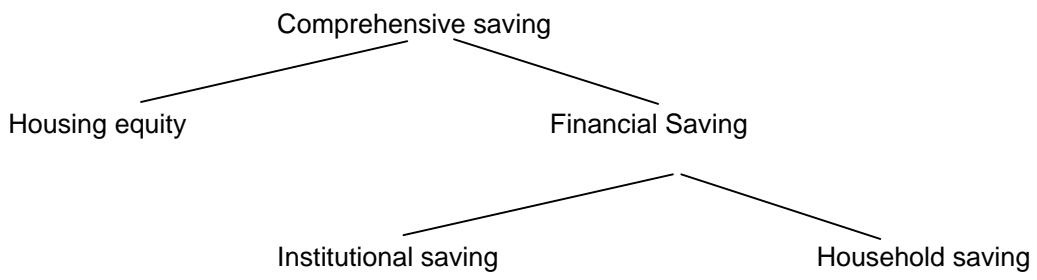 Comprehensive saving
Housing equity
Financial Saving
Institutional saving
Household saving